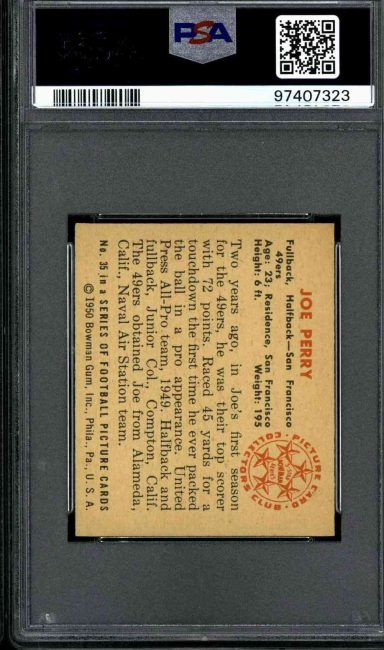 PSA
97407323
JOE PERRY
Fullback, Halfback—San Francisco
49ers
Age: 23; Residence, San Francisco
Height: 6 ft. Weight: 195
PICTURE CARD
COLLECTORS CLUB
Two years ago, in Joe's first season
for the 49ers, he was their top scorer
with 72 points. Raced 45 yards for a
touchdown the first time he ever packed
the ball in a pro appearance. United
Press All-Pro team, 1949. Halfback and
fullback, Junior Col., Compton, Calif.
The 49ers obtained Joe from Alameda,
Calif., Naval Air Station team.
No. 35 in a SERIES OF FOOTBALL PICTURE CARDS
© 1950 Bowman Gum, Inc., Phila., Pa., U. S. A.